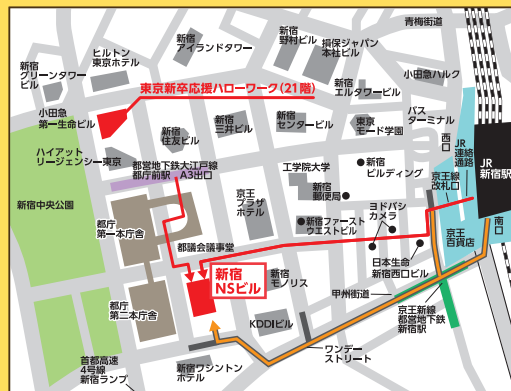 青梅街道
新宿
野村ビル
損保ジャパン
本社ビル
新宿
アイランドタワー
ヒルトン
東京ホテル
新宿
グリーンタワー
ビル
小田急ハルク
新宿
エルタワービル
東京新卒応援ハローワーク(21階)
小田急
第一生命ビル
バス
ターミナル
新宿
三井ビル
新宿
センタービル
東京
モード学園
新宿
住友ビル
西口
JR
連絡
通路
JR
新宿駅
ハイアット
リージェンシー東京
都営地下鉄大江戸線
都庁前駅 A3出口
工学院大学
新宿
ビルディング
京王線
改札口
新宿
郵便局
京王
プラザ
ホテル
新宿中央公園
ヨドバシ
カメラ
新宿ファースト
ウエストビル
南口
都庁
第一本庁舎
京王
百貨店
都議会議事堂
日本生命
新宿西口ビル
新宿
NSビル
新宿
モノリス
甲州街道
都庁
第二本庁舎
KDDIビル
京王新線
都営地下鉄
新宿駅
ワンデー
ストリート
首都高速
4号線
新宿ランプ
新宿ワシントン
ホテル